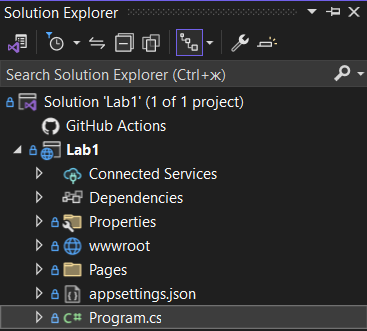 Solution Explorer
Search Solution Explorer (Ctrl+ж)
Solution 'Lab1' (1 of 1 project)
GitHub Actions
Lab1
Connected Services
Dependencies
Properties
wwwroot
Pages
appsettings.json
C# Program.cs